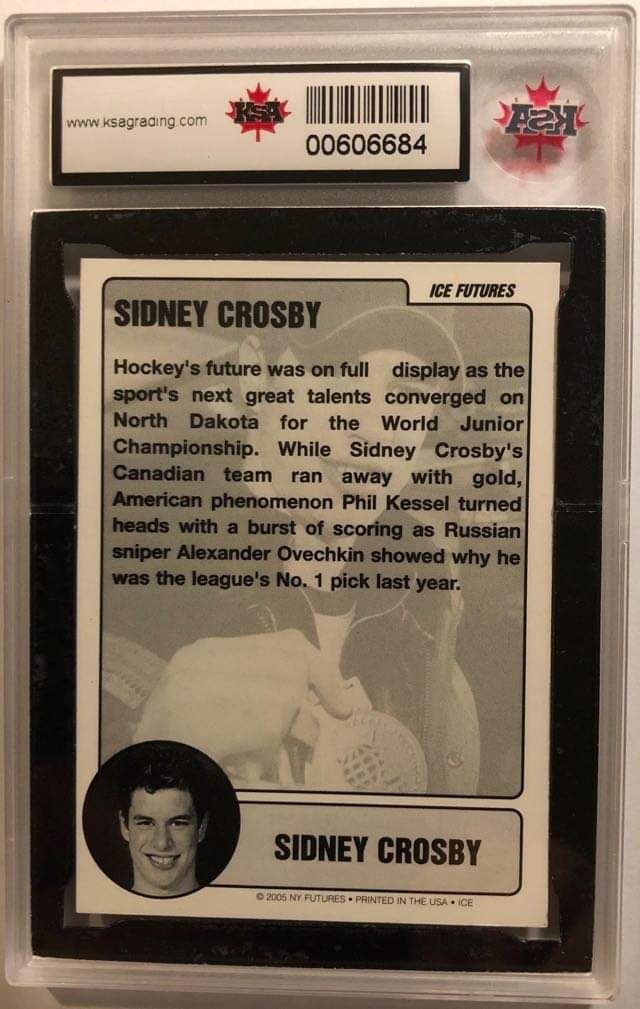 www.ksagrading.com
KSA
00606684
KSA
ICE FUTURES
SIDNEY CROSBY
Hockey's future was on full display as the
sport's next great talents converged on
North Dakota for the World Junior
Championship. While Sidney Crosby's
Canadian team ran away with gold,
American phenomenon Phil Kessel turned
heads with a burst of scoring as Russian
sniper Alexander Ovechkin showed why he
was the league's No. 1 pick last year.
SIDNEY CROSBY
© 2005 NY FUTURES • PRINTED IN THE USA • ICE